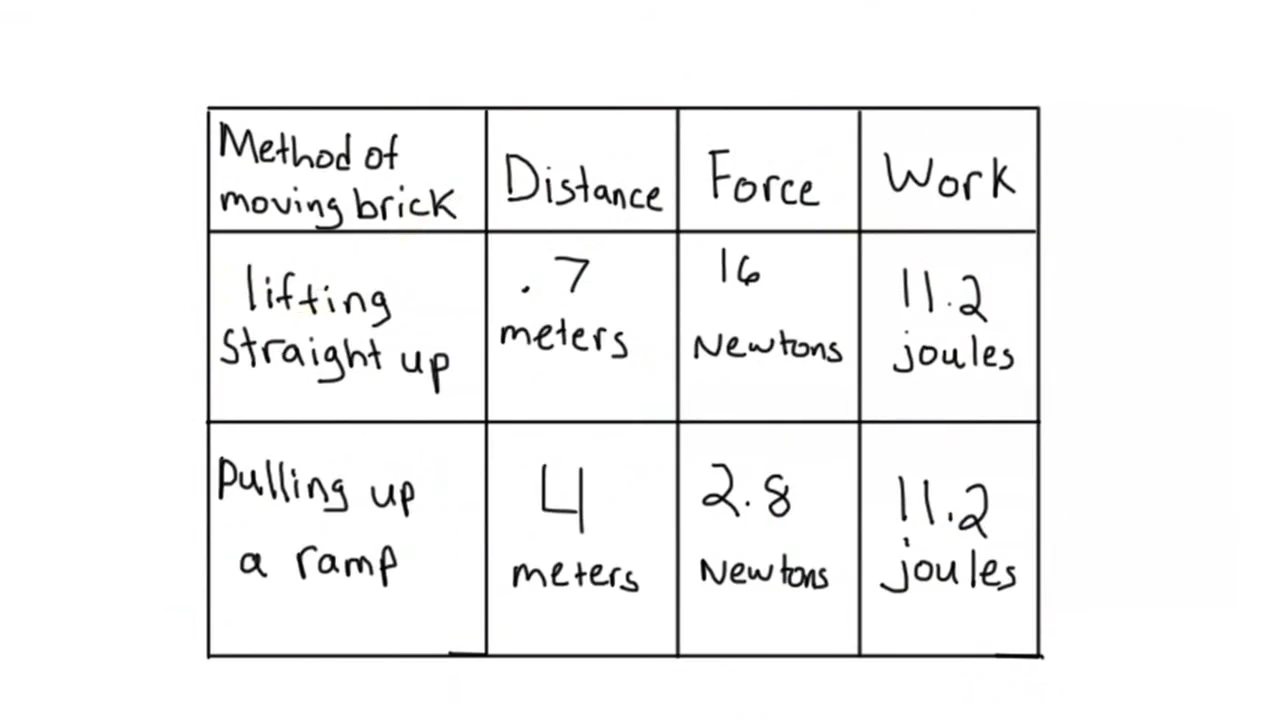 Method of
moving brick
Distance
Force
Work
lifting
straight up
.7
meters
16
Newtons
11.2
joules
Pulling up
a ramp
4
meters
2.8
Newtons
11.2
joules